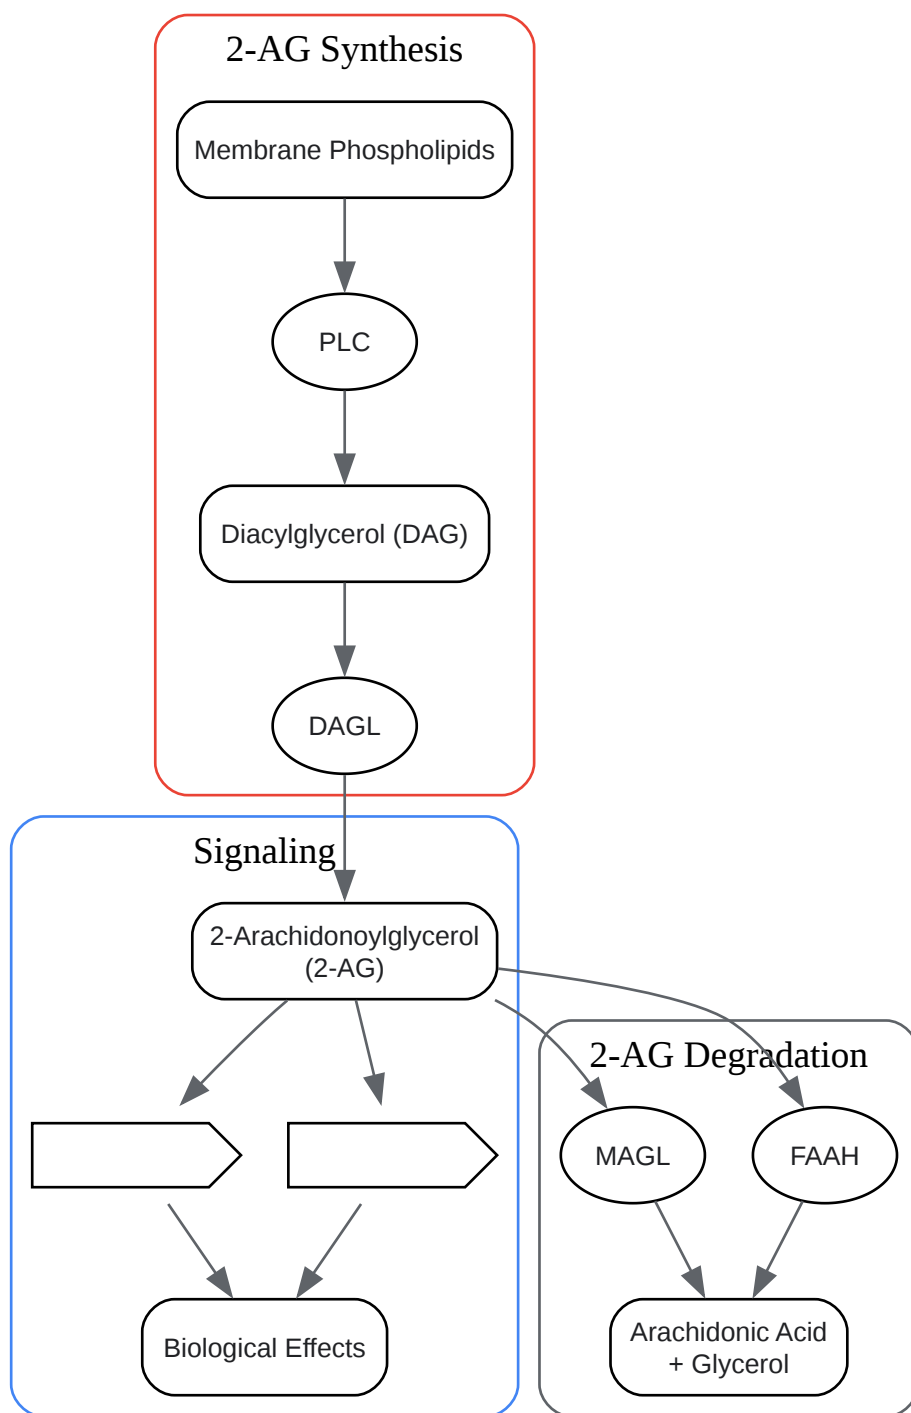 2-AG Synthesis
Membrane Phospholipids
PLC
Diacylglycerol (DAG)
DAGL
Signaling
2-Arachidonoylglycerol
(2-AG)
2-AG Degradation
MAGL
FAAH
Biological Effects
Arachidonic Acid
+ Glycerol